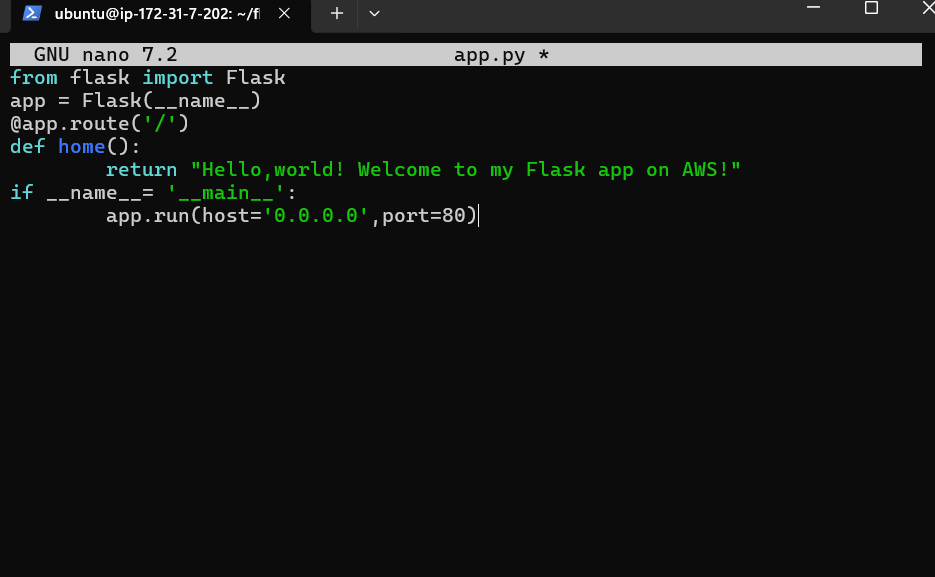 ubuntu@ip-172-31-7-202: ~/fl
GNU nano 7.2 app.py *
from flask import Flask
app = Flask(__name__)
@app.route('/')
def home():
        return "Hello,world! Welcome to my Flask app on AWS!"
if __name__= '__main__':
        app.run(host='0.0.0.0',port=80)